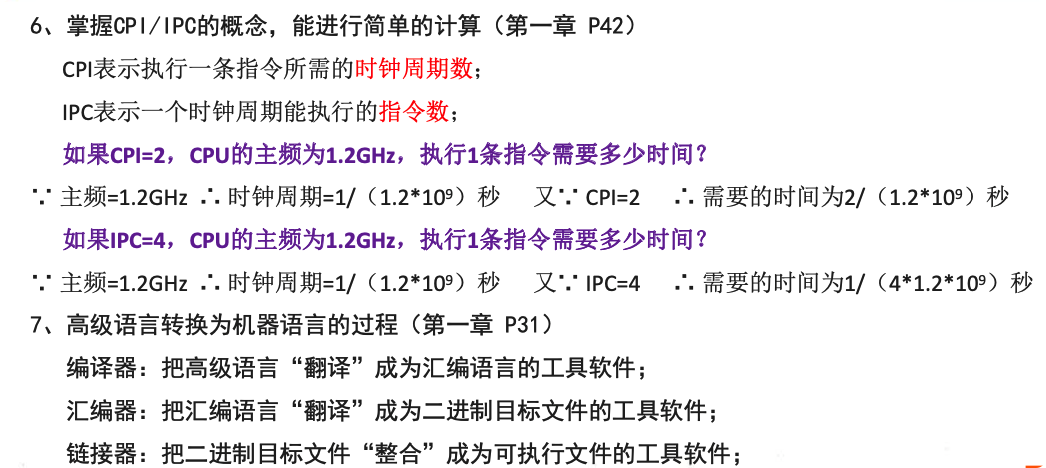 6、掌握CPI/IPC的概念，能进行简单的计算（第一章 P42）
CPI表示执行一条指令所需的时钟周期数；
IPC表示一个时钟周期能执行的指令数；
如果CPI=2，CPU的主频为1.2GHz，执行1条指令需要多少时间？
∵ 主频=1.2GHz ∴ 时钟周期=1/（1.2*10⁹）秒 又∵ CPI=2 ∴ 需要的时间为2/（1.2*10⁹）秒
如果IPC=4，CPU的主频为1.2GHz，执行1条指令需要多少时间？
∵ 主频=1.2GHz ∴ 时钟周期=1/（1.2*10⁹）秒 又∵ IPC=4 ∴ 需要的时间为1/（4*1.2*10⁹）秒
7、高级语言转换为机器语言的过程（第一章 P31）
编译器：把高级语言“翻译”成为汇编语言的工具软件；
汇编器：把汇编语言“翻译”成为二进制目标文件的工具软件；
链接器：把二进制目标文件“整合”成为可执行文件的工具软件；